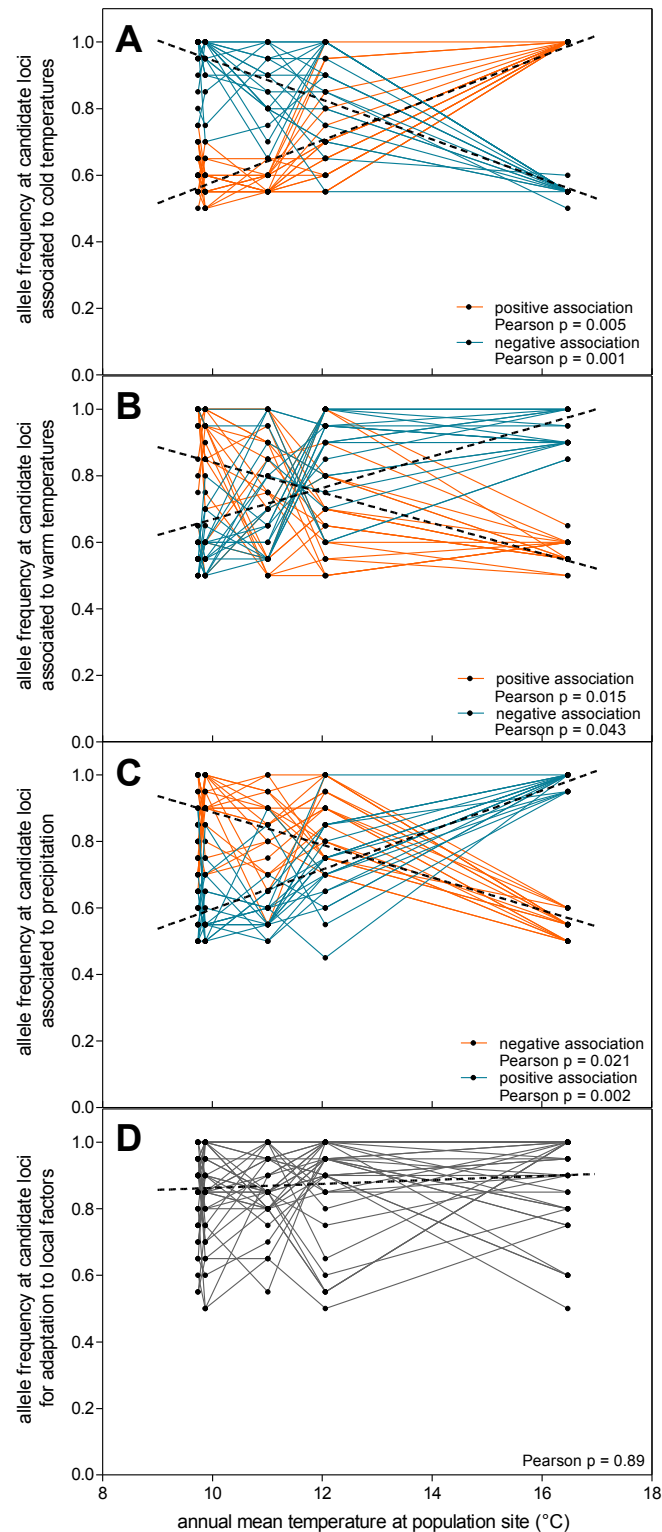 A
allele frequency at candidate loci
associated to cold temperatures
1.0
0.8
0.6
0.4
0.2
0.0
positive association
Pearson p = 0.005
negative association
Pearson p = 0.001
B
allele frequency at candidate loci
associated to warm temperatures
1.0
0.8
0.6
0.4
0.2
0.0
positive association
Pearson p = 0.015
negative association
Pearson p = 0.043
C
allele frequency at candidate loci
associated to precipitation
1.0
0.8
0.6
0.4
0.2
0.0
negative association
Pearson p = 0.021
positive association
Pearson p = 0.002
D
allele frequency at candidate loci
for adaptation to local factors
1.0
0.8
0.6
0.4
0.2
0.0
Pearson p = 0.89
8 10 12 14 16 18
annual mean temperature at population site (°C)